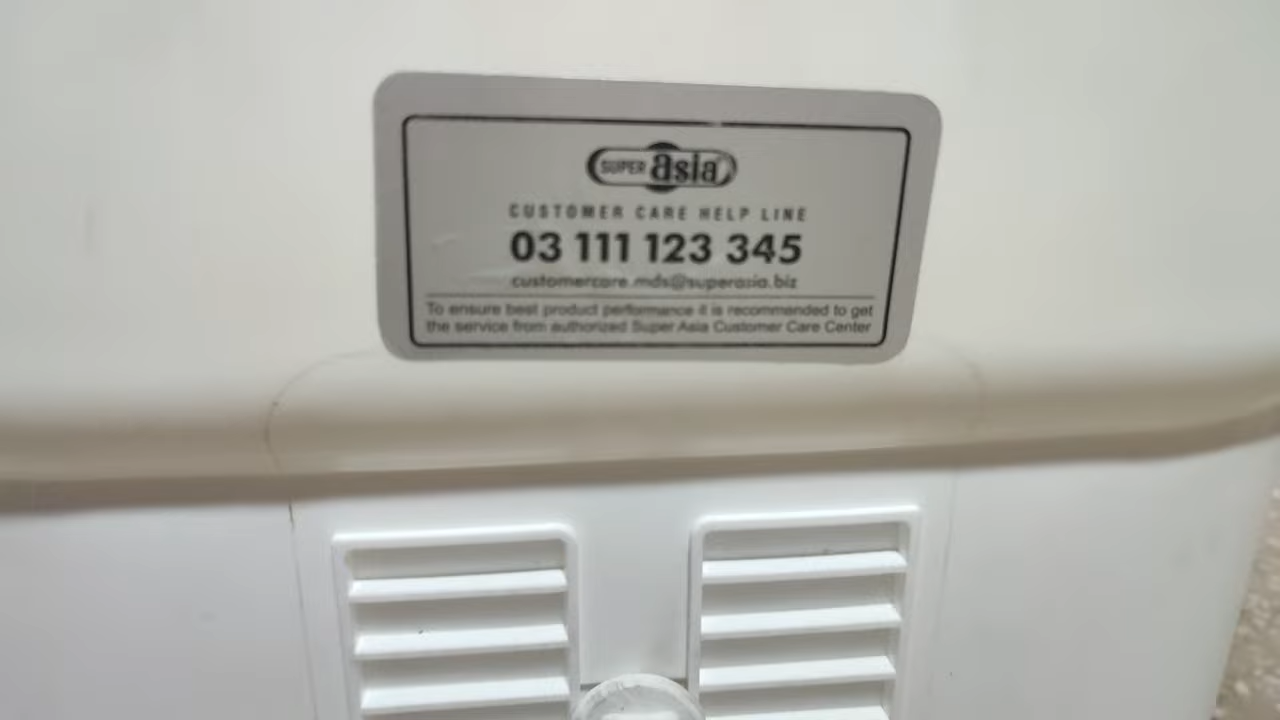 SUPER asia
CUSTOMER CARE HELP LINE
03 111 123 345
customercare.mds@superasia.biz
To ensure best product performance it is recommended to get
the service from authorized Super Asia Customer Care Center